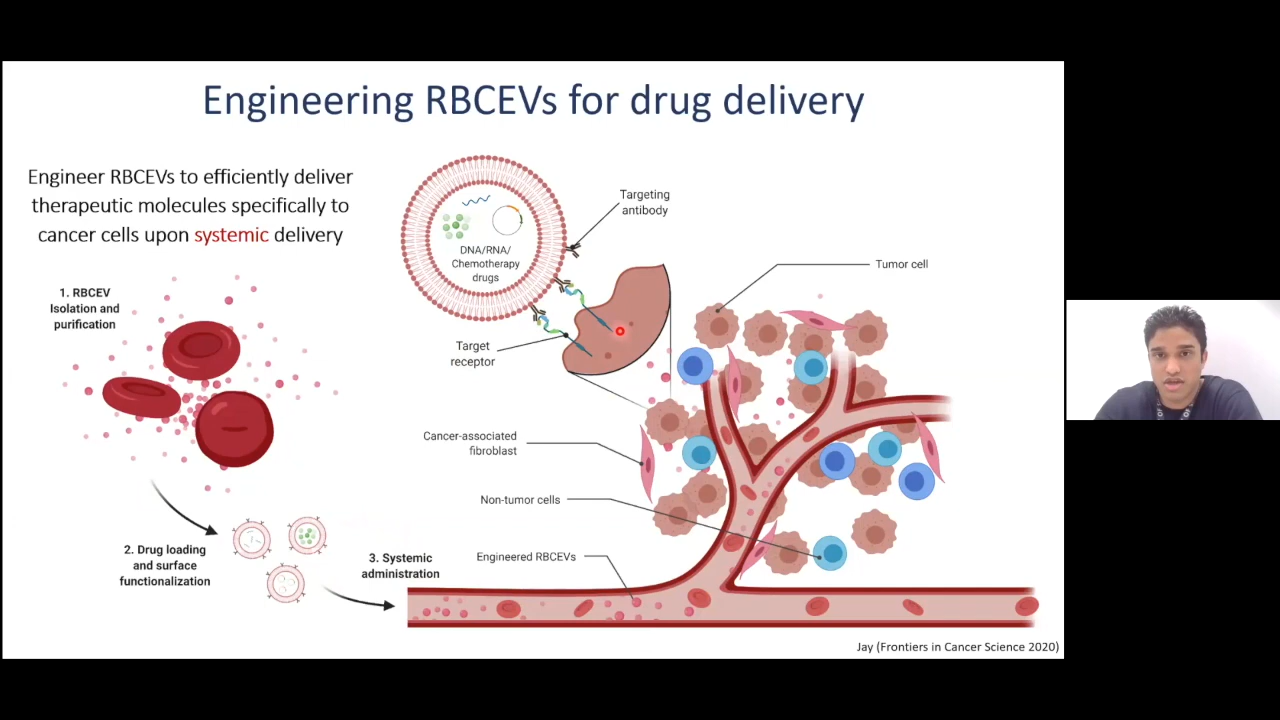 Engineering RBCEVs for drug delivery
Engineer RBCEVs to efficiently deliver
therapeutic molecules specifically to
cancer cells upon systemic delivery
1. RBCEV
Isolation and
purification
2. Drug loading
and surface
functionalization
3. Systemic
administration
DNA/RNA/
Chemotherapy
drugs
Targeting
antibody
Target
receptor
Tumor cell
Cancer-associated
fibroblast
Non-tumor cells
Engineered RBCEVs
Jay (Frontiers in Cancer Science 2020)